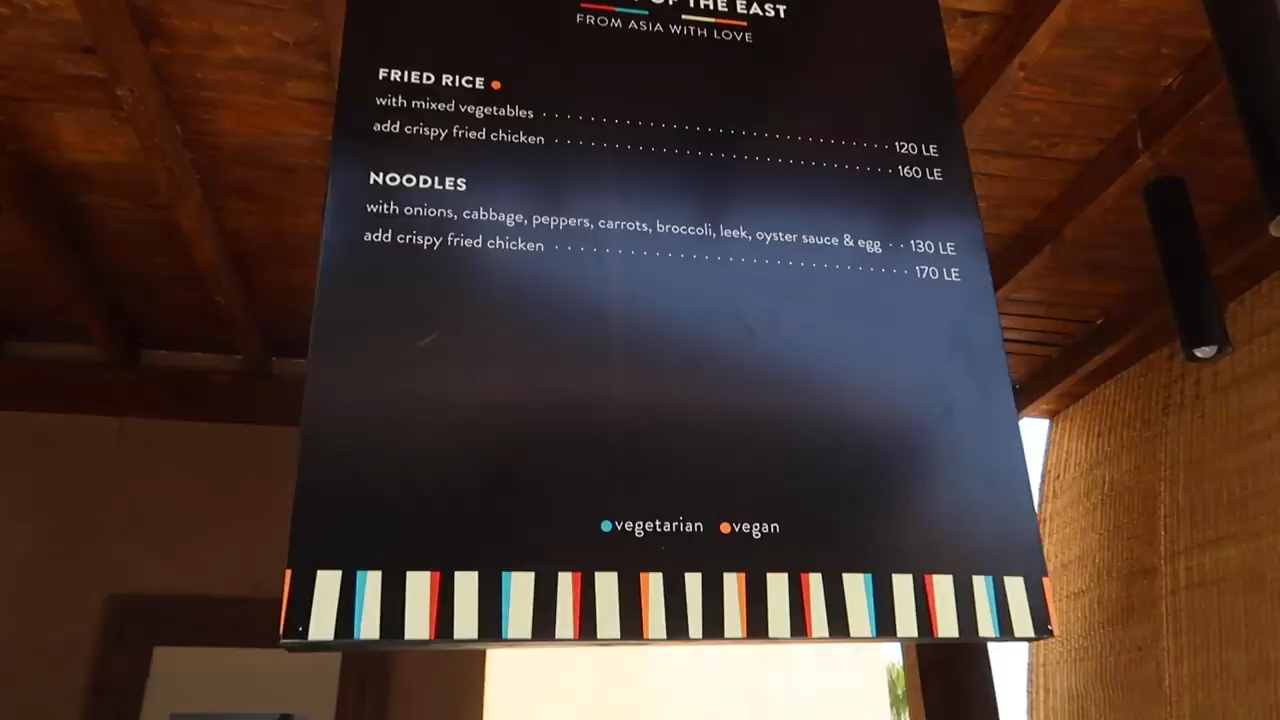 OF THE EAST
FROM ASIA WITH LOVE
FRIED RICE
with mixed vegetables 120 LE
add crispy fried chicken 160 LE
NOODLES
with onions, cabbage, peppers, carrots, broccoli, leek, oyster sauce & egg 130 LE
add crispy fried chicken 170 LE
vegetarian vegan